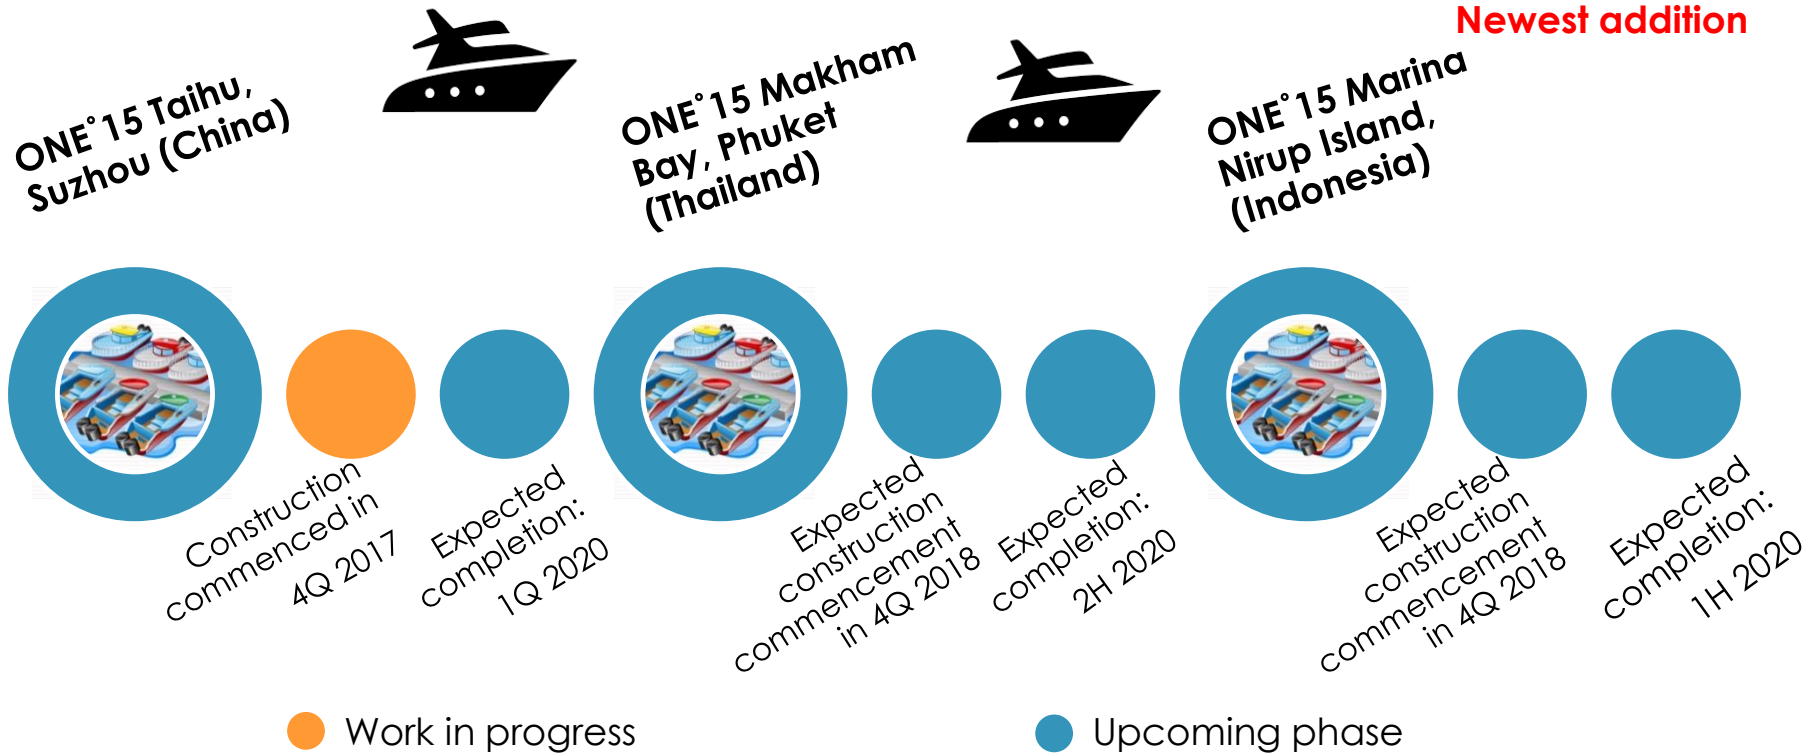 Newest addition
ONE°15 Taihu,
Suzhou (China)
ONE°15 Makham
Bay, Phuket
(Thailand)
ONE°15 Marina
Nirup Island,
(Indonesia)
Construction
commenced in
4Q 2017
Expected
completion:
1Q 2020
Expected
construction
commencement
in 4Q 2018
Expected
completion:
2H 2020
Expected
construction
commencement
in 4Q 2018
Expected
completion:
1H 2020
Work in progress
Upcoming phase